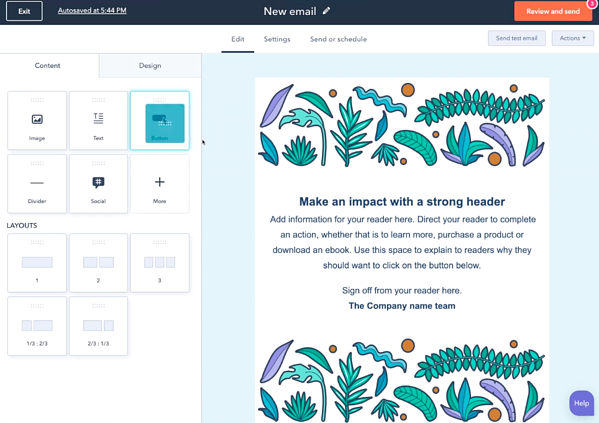 Exit
Autosaved at 5:44 PM
New email
Review and send
3
Edit
Settings
Send or schedule
Send test email
Actions
Content
Design
Image
Text
Button
Divider
Social
More
LAYOUTS
1
2
3
1/3 : 2/3
2/3 : 1/3
Make an impact with a strong header
Add information for your reader here. Direct your reader to complete
an action, whether that is to learn more, purchase a product or
download an ebook. Use this space to explain to readers why they
should want to click on the button below.
Sign off from your reader here.
The Company name team
Help